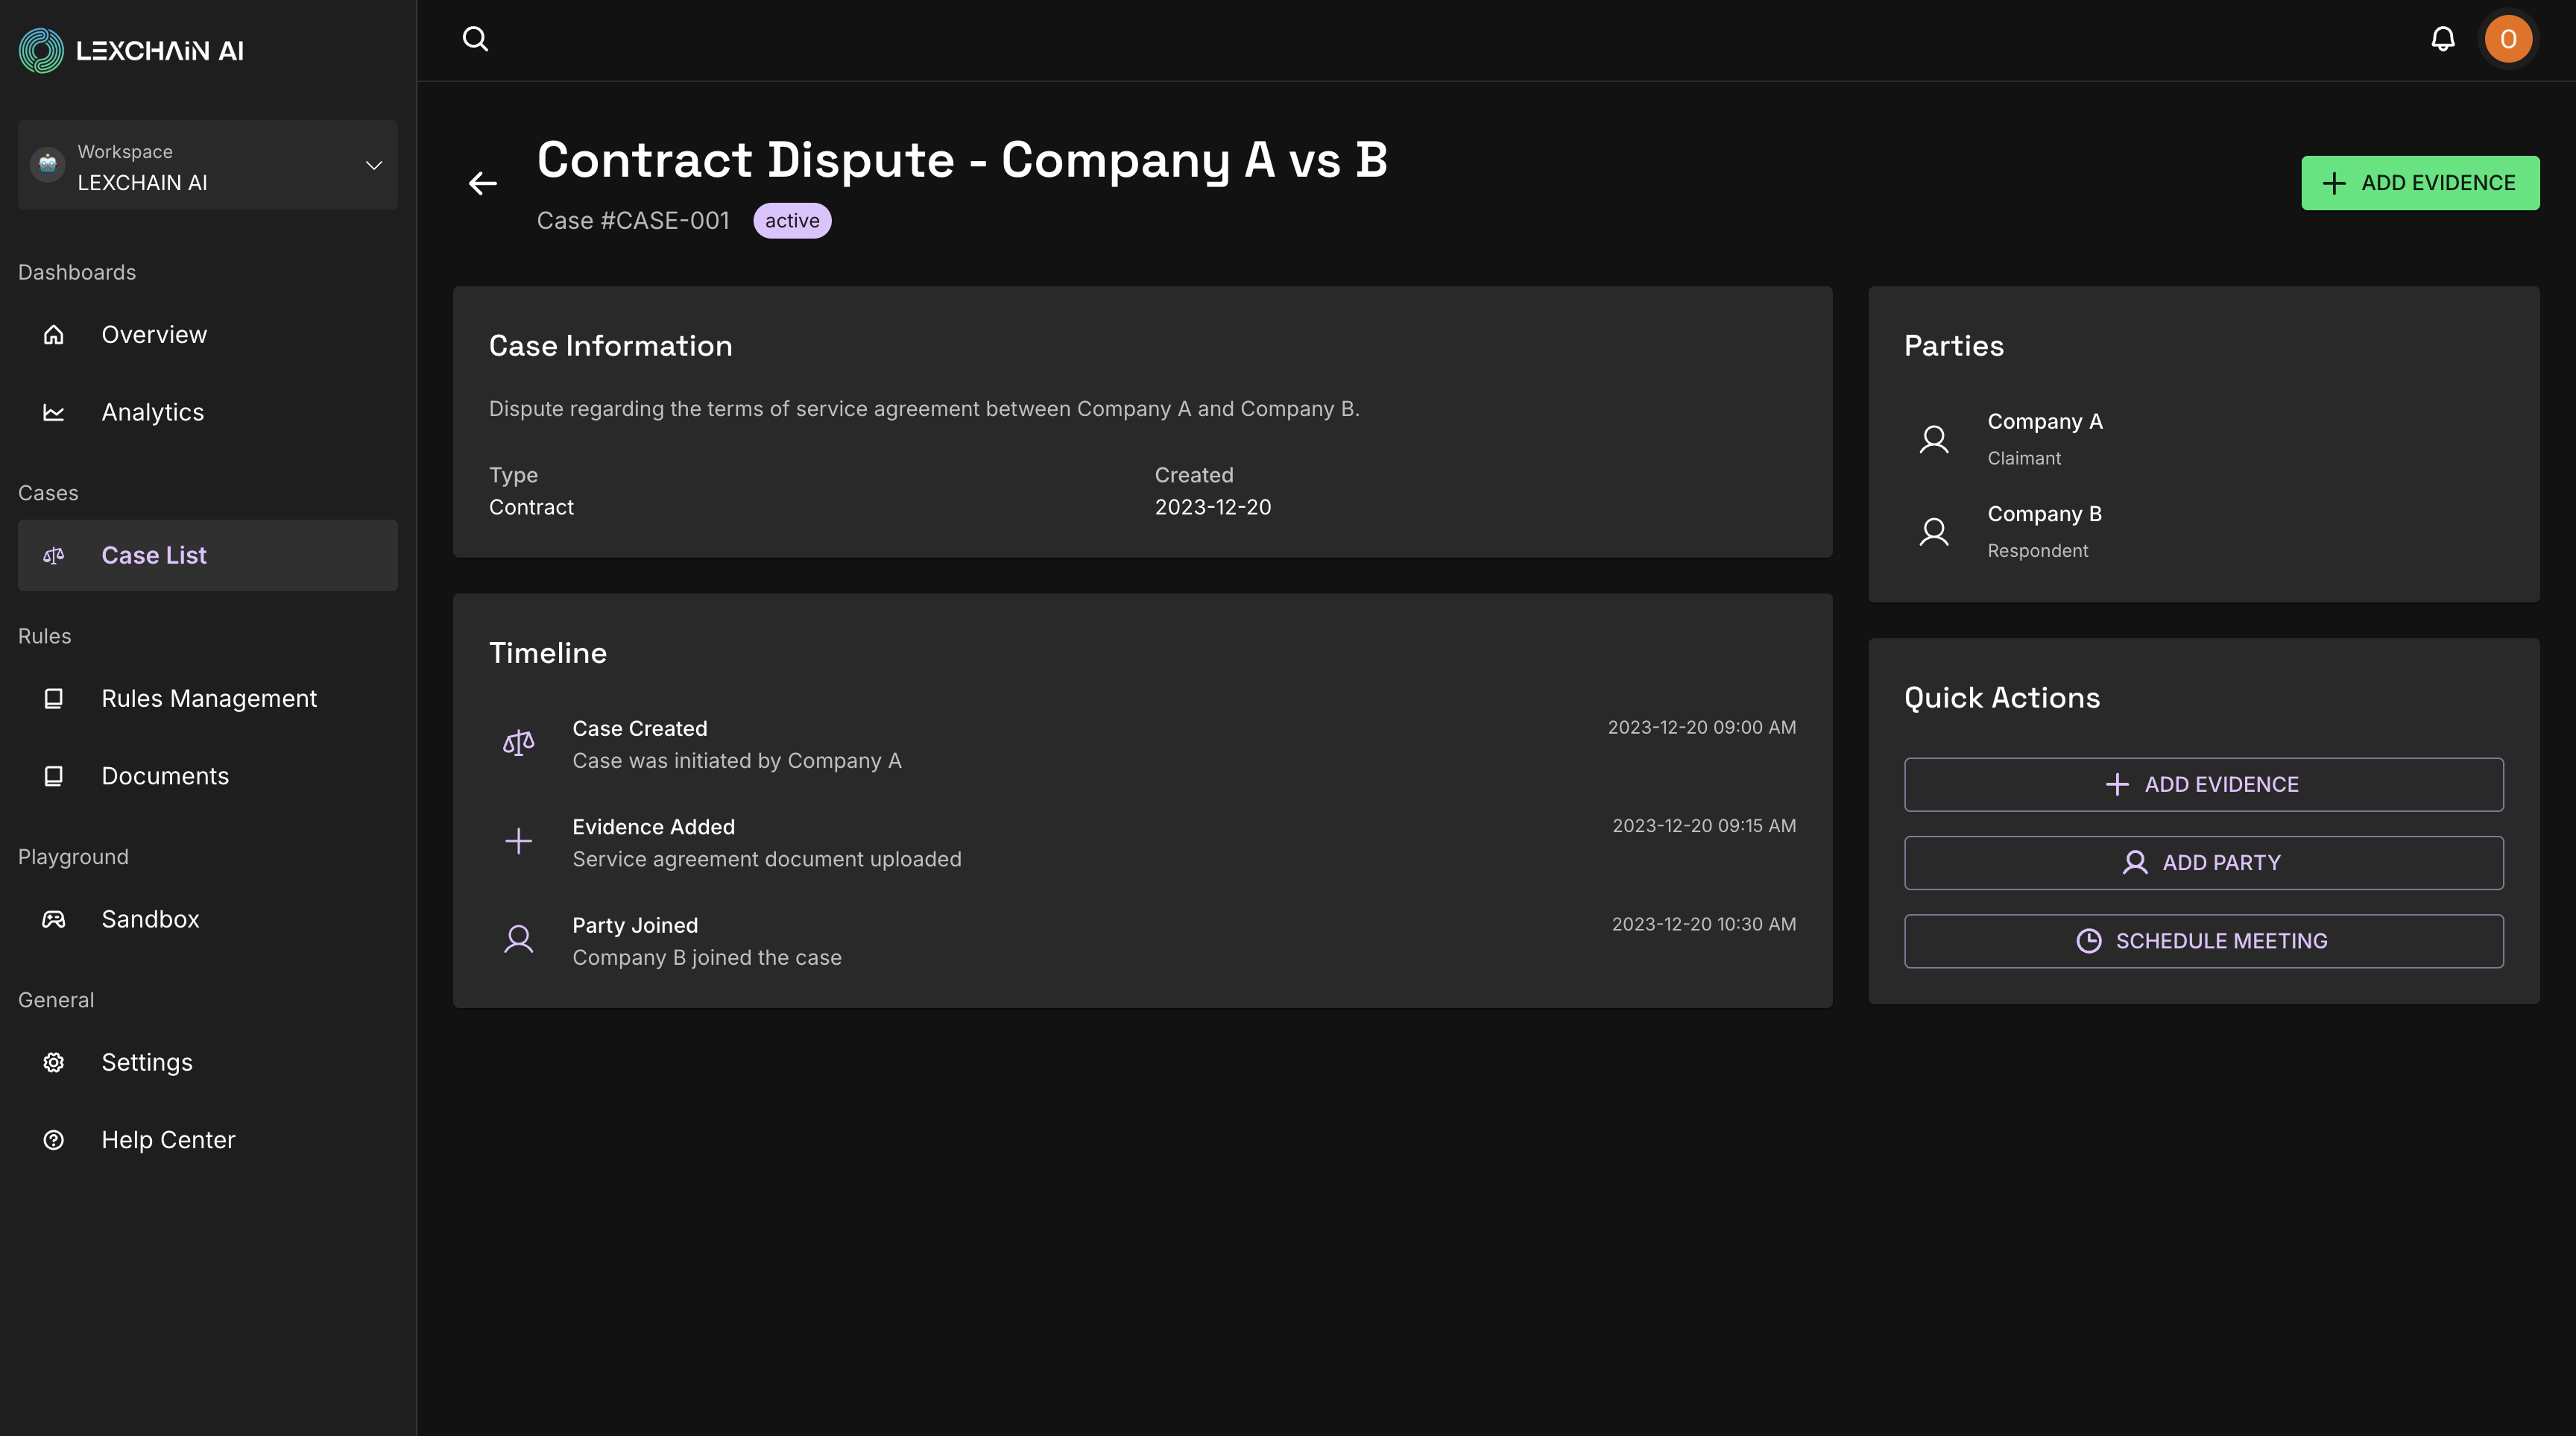 LEXCHAIN AI
Workspace
LEXCHAIN AI
Dashboards
Overview
Analytics
Cases
Case List
Rules
Rules Management
Documents
Playground
Sandbox
General
Settings
Help Center
O
Contract Dispute - Company A vs B
Case #CASE-001 active
ADD EVIDENCE
Case Information
Dispute regarding the terms of service agreement between Company A and Company B.
Type
Contract
Created
2023-12-20
Timeline
Case Created 2023-12-20 09:00 AM
Case was initiated by Company A
Evidence Added 2023-12-20 09:15 AM
Service agreement document uploaded
Party Joined 2023-12-20 10:30 AM
Company B joined the case
Parties
Company A
Claimant
Company B
Respondent
Quick Actions
ADD EVIDENCE
ADD PARTY
SCHEDULE MEETING